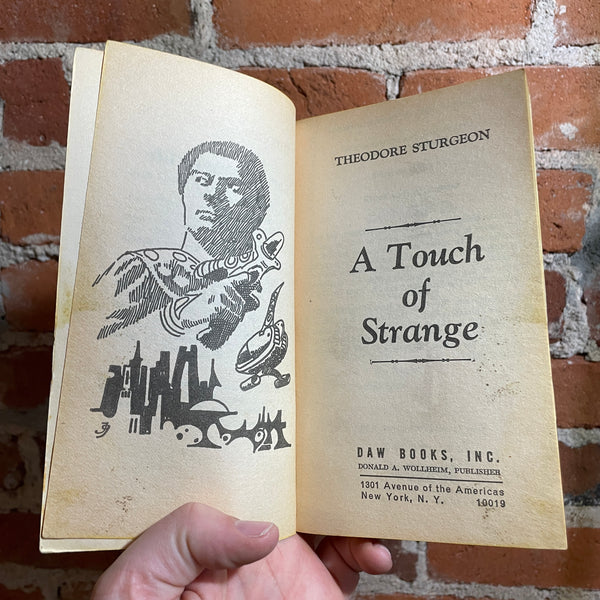 THEODORE STURGEON
A Touch
of
Strange
DAW BOOKS, INC.
DONALD A. WOLLHEIM, PUBLISHER
1301 Avenue of the Americas
New York, N. Y. 10019